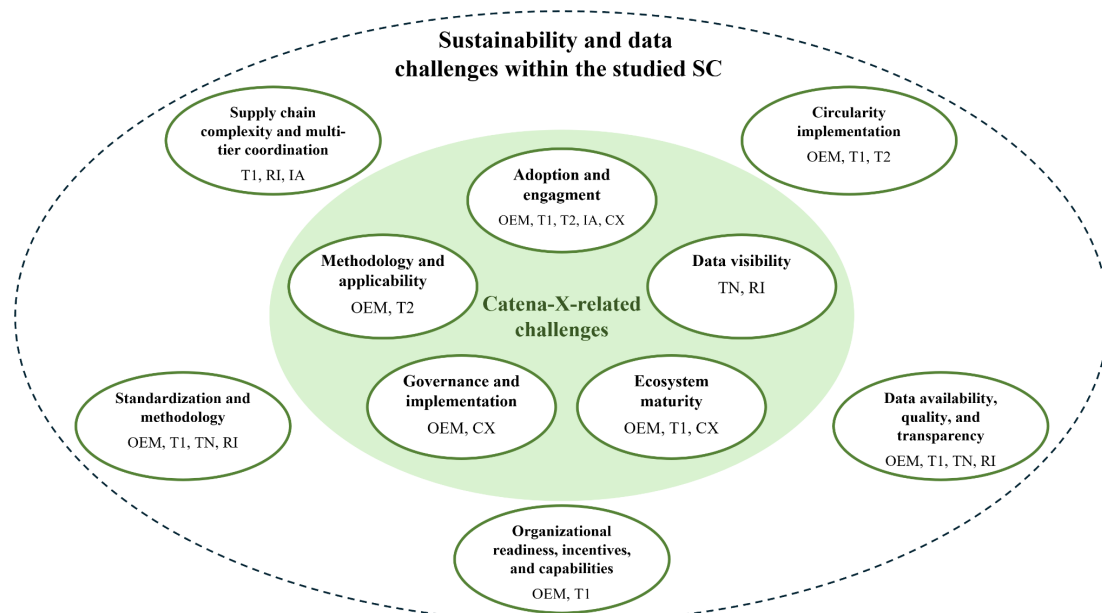 Sustainability and data
challenges within the studied SC
Supply chain
complexity and multi-
tier coordination
T1, RI, IA
Circularity
implementation
OEM, T1, T2
Adoption and
engagment
OEM, T1, T2, IA, CX
Methodology and
applicability
OEM, T2
Data visibility
TN, RI
Catena-X-related
challenges
Governance and
implementation
OEM, CX
Ecosystem
maturity
OEM, T1, CX
Standardization and
methodology
OEM, T1, TN, RI
Data availability,
quality, and
transparency
OEM, T1, TN, RI
Organizational
readiness, incentives,
and capabilities
OEM, T1